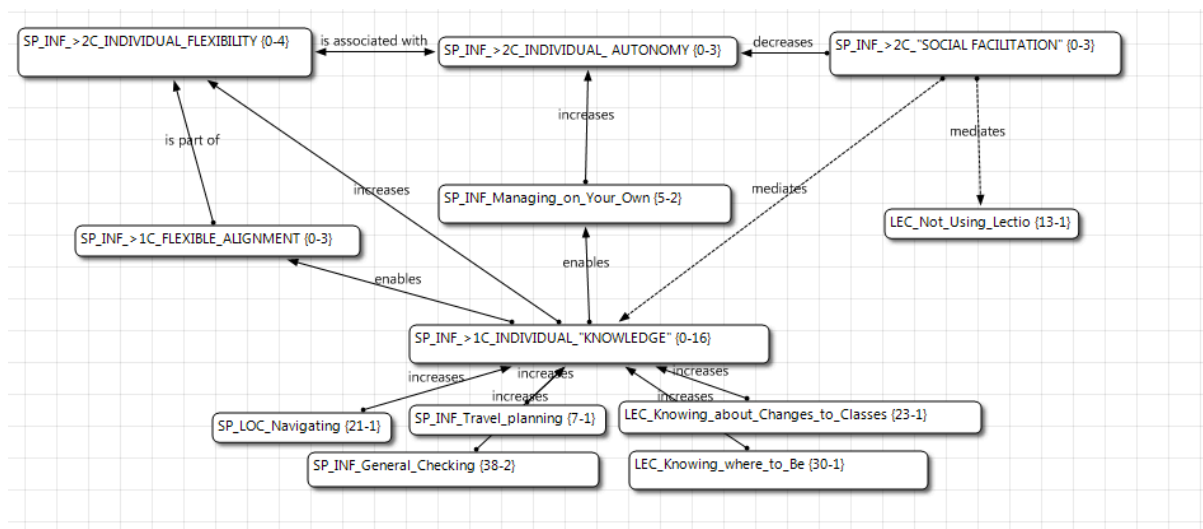 SP_INF_>2C_INDIVIDUAL_FLEXIBILITY {0-4}
is associated with
SP_INF_>2C_INDIVIDUAL_ AUTONOMY {0-3}
decreases
SP_INF_>2C_"SOCIAL FACILITATION" {0-3}
increases
mediates
is part of
increases
mediates
SP_INF_Managing_on_Your_Own {5-2}
LEC_Not_Using_Lectio {13-1}
SP_INF_>1C_FLEXIBLE_ALIGNMENT {0-3}
enables
enables
SP_INF_>1C_INDIVIDUAL_"KNOWLEDGE" {0-16}
increases
increases
increases
increases
increases
SP_LOC_Navigating {21-1}
SP_INF_Travel_planning {7-1}
LEC_Knowing_about_Changes_to_Classes {23-1}
SP_INF_General_Checking {38-2}
LEC_Knowing_where_to_Be {30-1}